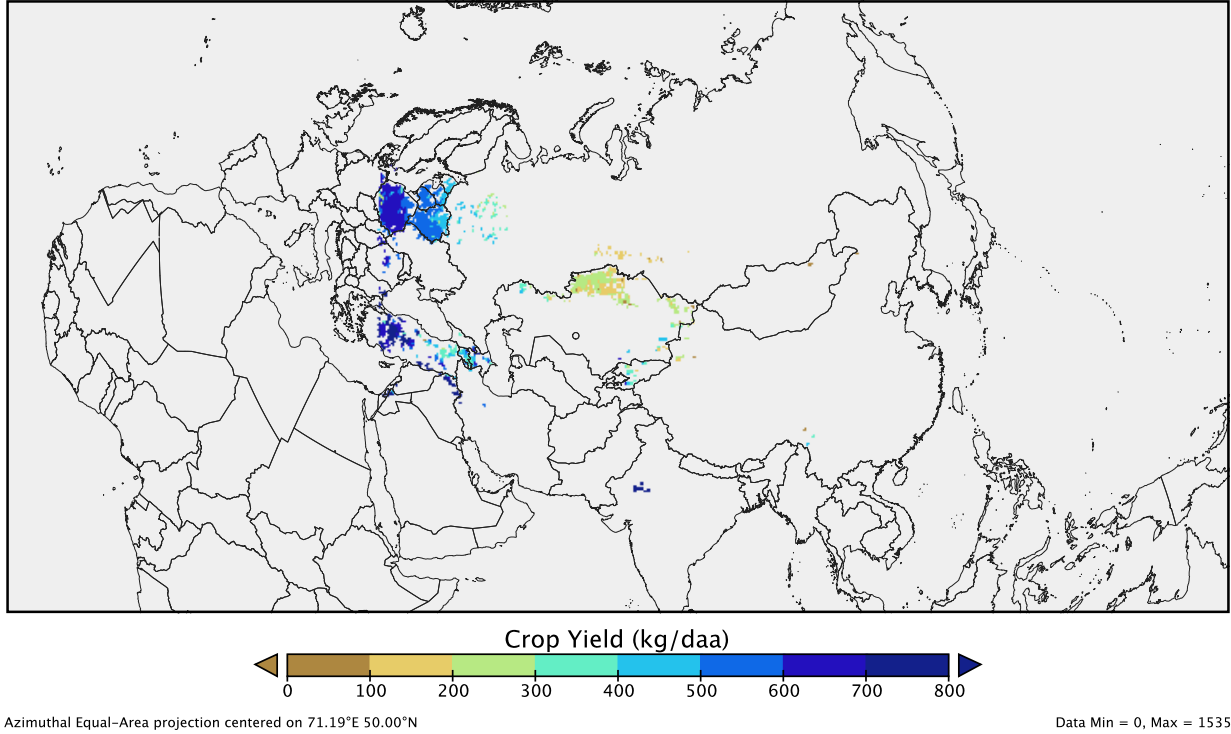 Crop Yield (kg/daa)
0 100 200 300 400 500 600 700 800
Azimuthal Equal–Area projection centered on 71.19°E 50.00°N
Data Min = 0, Max = 1535